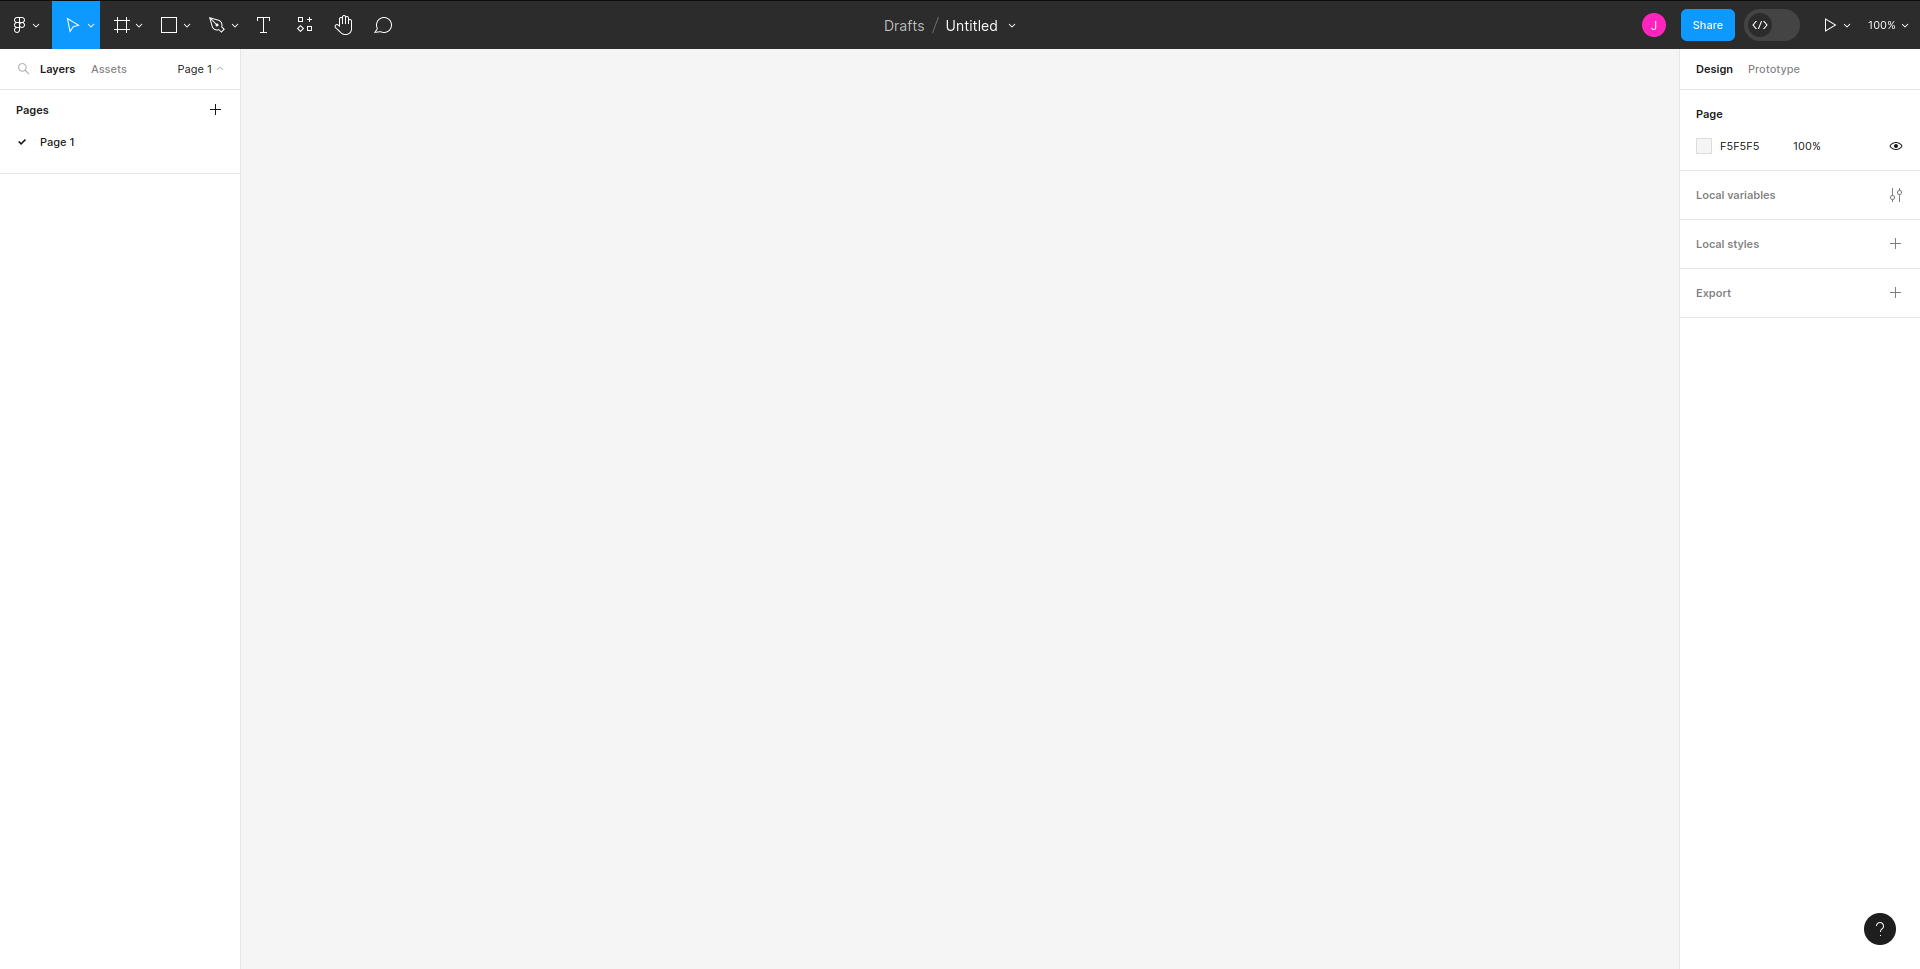 Drafts / Untitled
J
Share
100%
Layers Assets Page 1
Pages
Page 1
Design Prototype
Page
F5F5F5 100%
Local variables
Local styles
Export
?